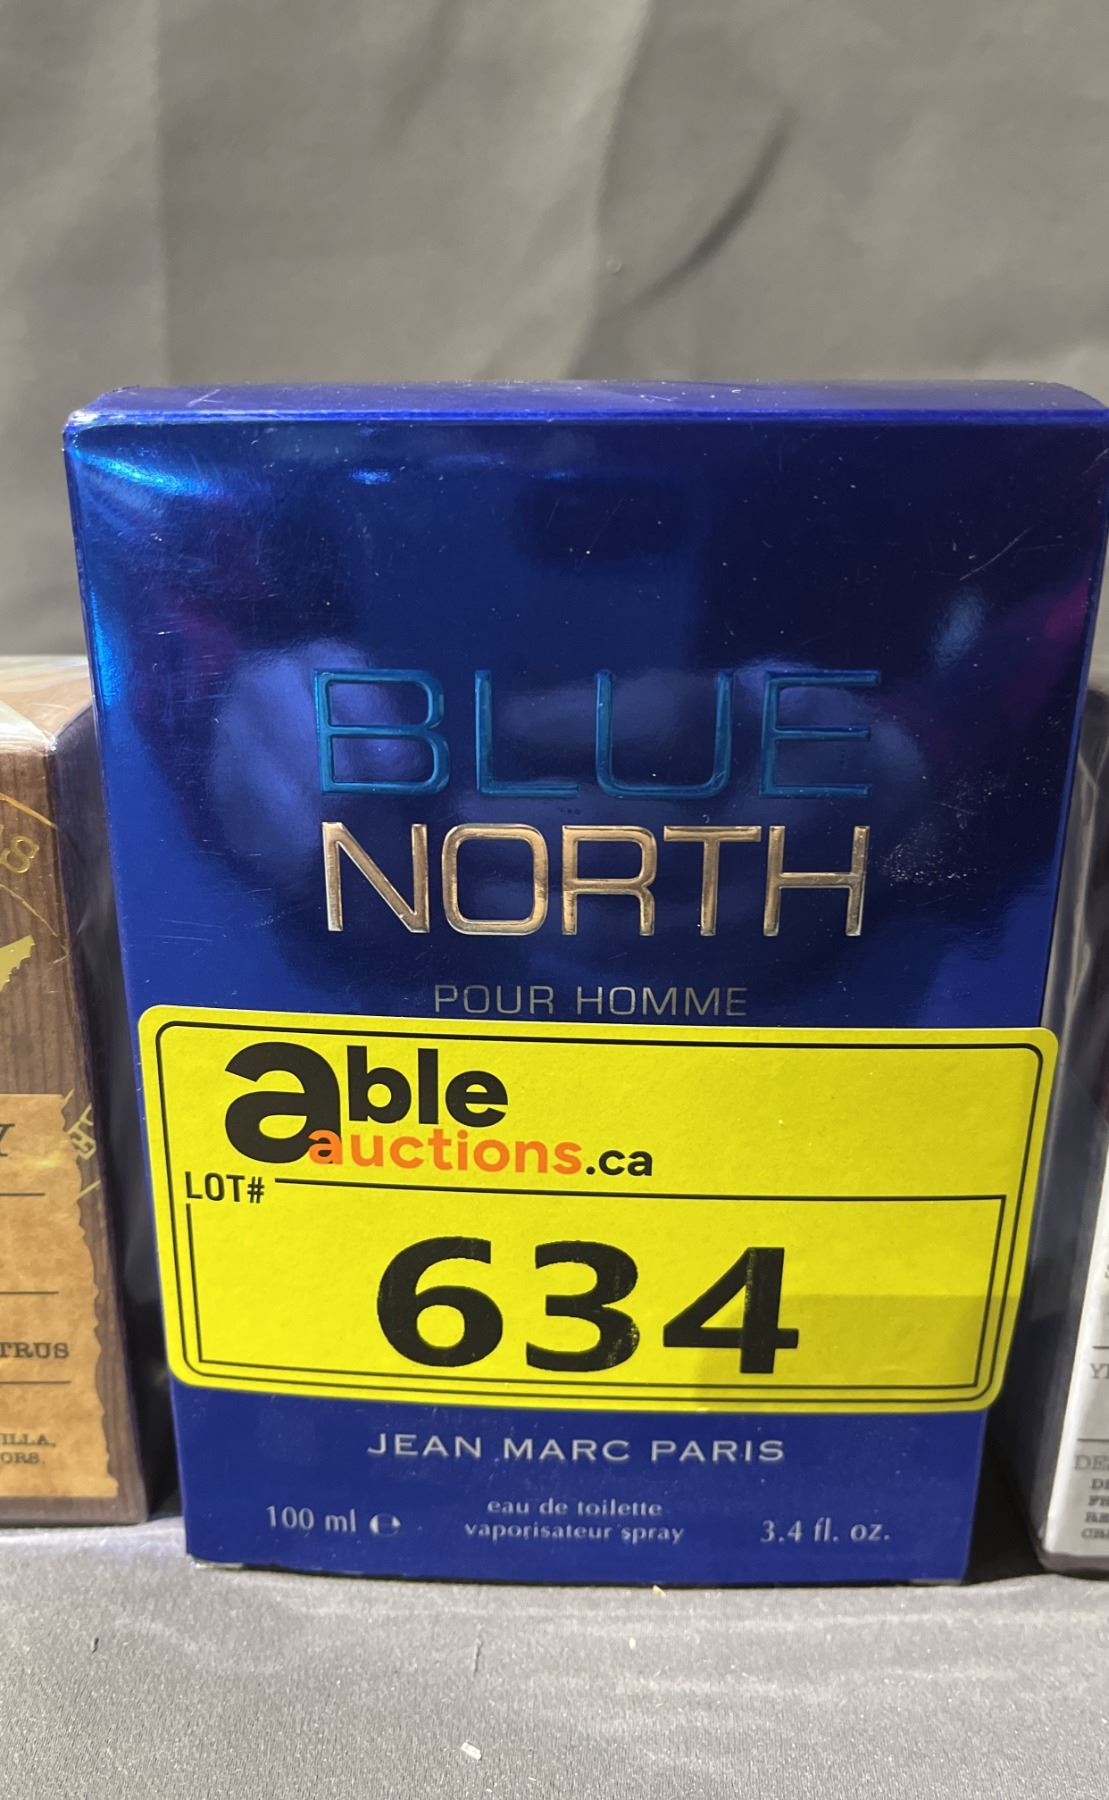 BLUE
NORTH
POUR HOMME
able
auctions.ca
LOT#
634
JEAN MARC PARIS
100 ml e
eau de toilette
vaporisateur spray
3.4 fl. oz.